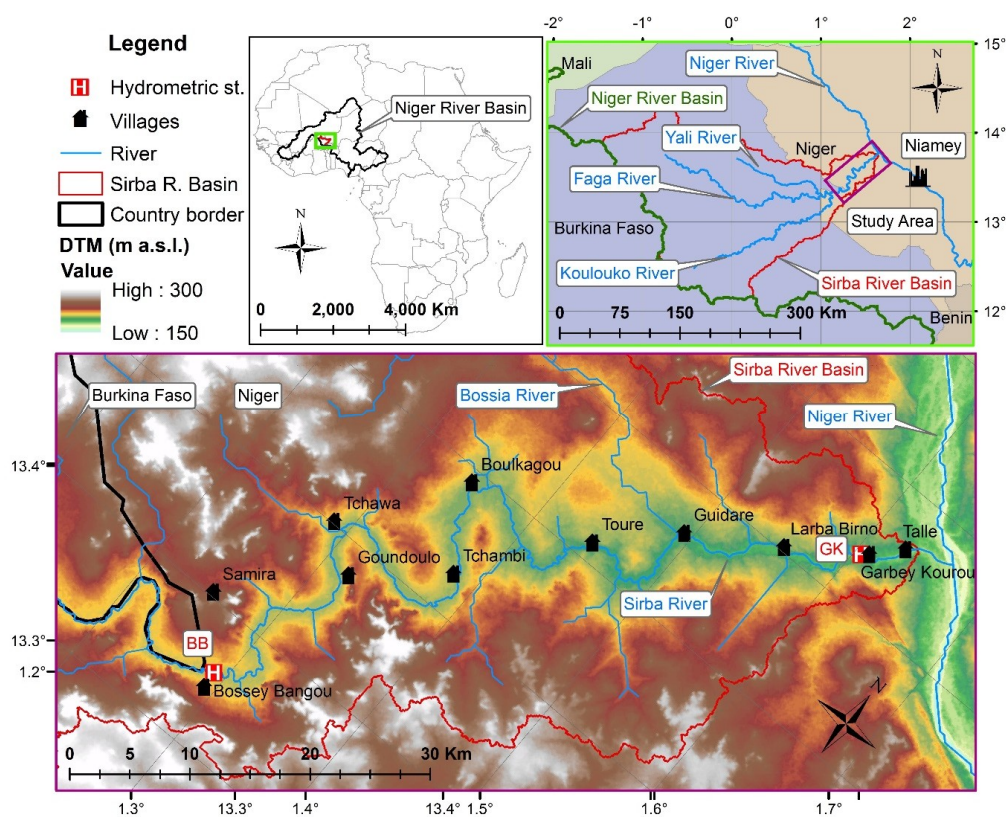 Legend
Hydrometric st.
Villages
River
Sirba R. Basin
Country border
DTM (m a.s.l.)
Value
High : 300
Low : 150
H
Niger River Basin
N
0 2,000 4,000 Km
-2° -1° 0° 1° 2°
15°
14°
13°
12°
Mali
Niger River
N
Niger River Basin
Yali River
Niger
Niamey
Faga River
Study Area
Burkina Faso
Koulouko River
Sirba River Basin
Benin
0 75 150 300 Km
Burkina Faso
Niger
Bossia River
Sirba River Basin
Niger River
13.4°
Boulkagou
Tchawa
Toure
Guidare
Larba Birno
Talle
Goundoulo
Tchambi
GK
H
Garbey Kourou
Samira
Sirba River
13.3°
BB
H
1.2°
Bossey Bangou
N
0 5 10 20 30 Km
1.3° 13.3° 1.4° 13.4° 1.5° 1.6° 1.7°